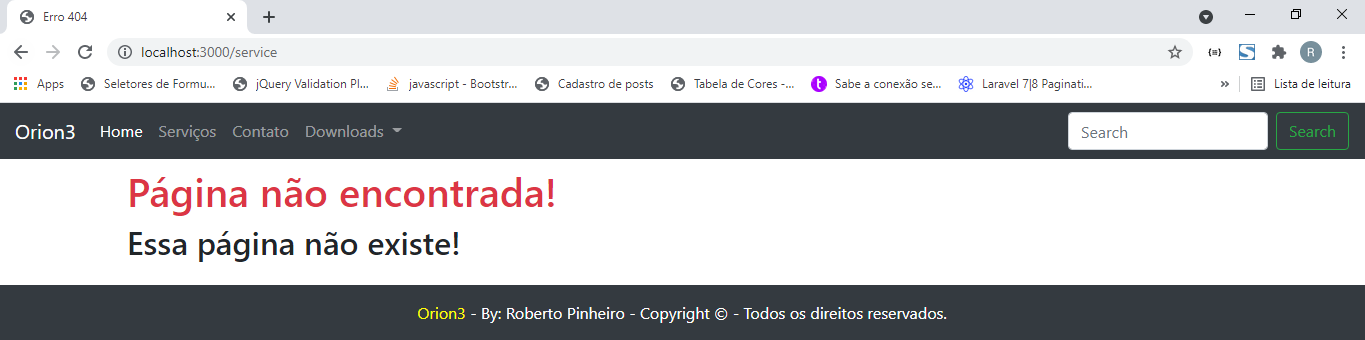 Erro 404
localhost:3000/service
R
Apps Seletores de Formu... jQuery Validation Pl... javascript - Bootstr... Cadastro de posts Tabela de Cores -... Sabe a conexão se... Laravel 7|8 Paginati... » Lista de leitura
Orion3 Home Serviços Contato Downloads Search Search
Página não encontrada!
Essa página não existe!
Orion3 - By: Roberto Pinheiro - Copyright © - Todos os direitos reservados.